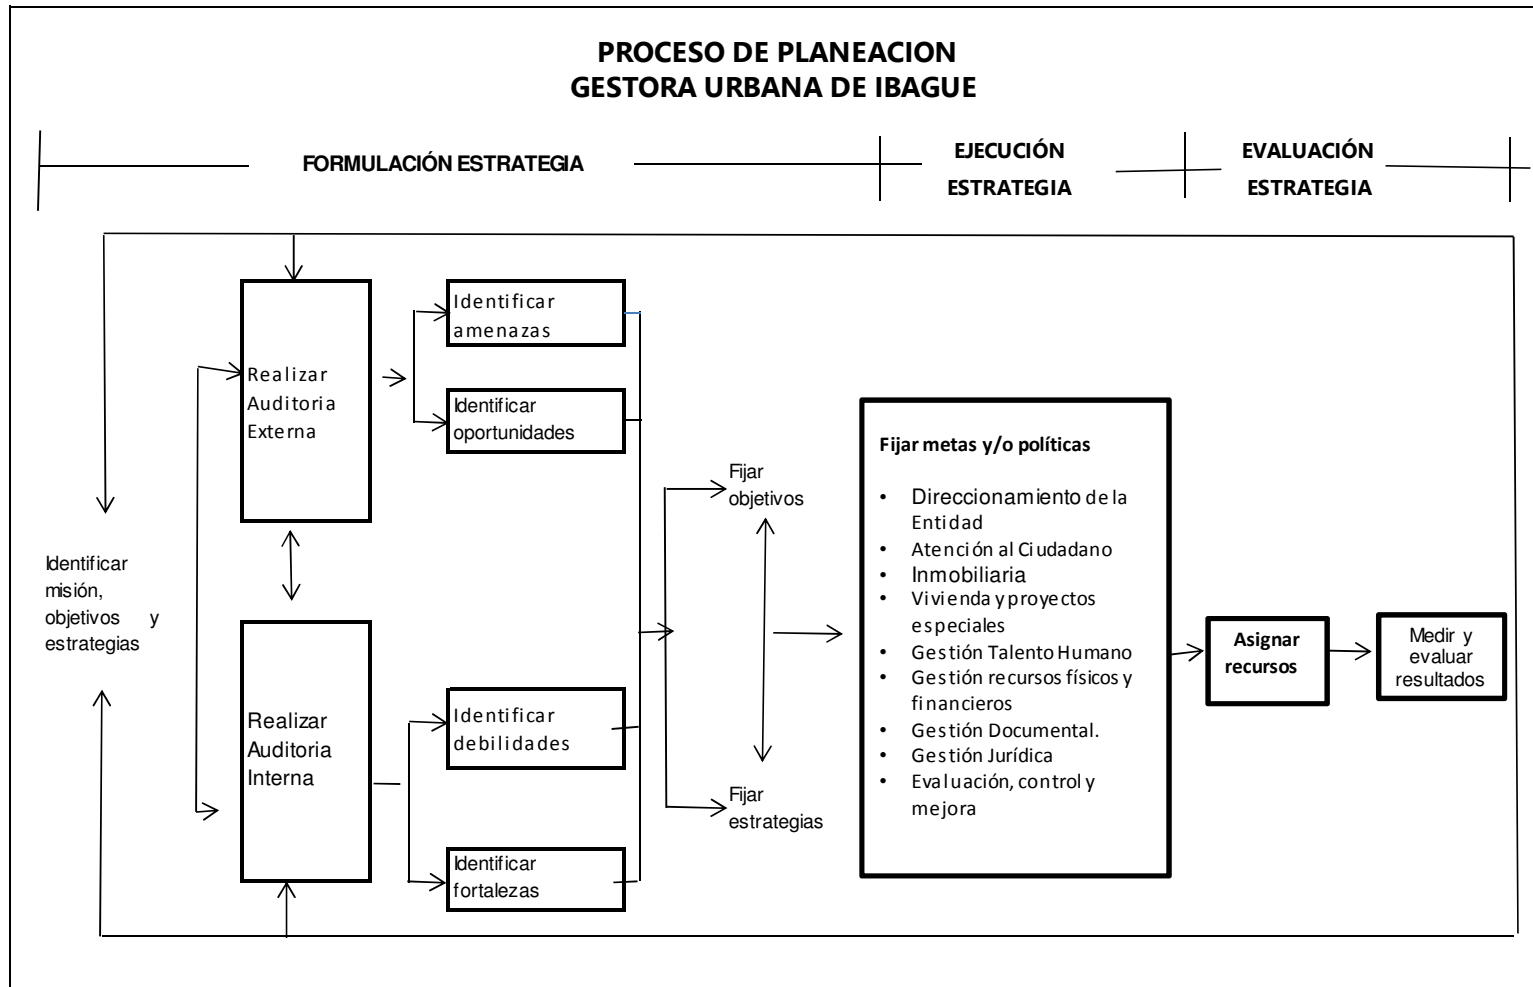 PROCESO DE PLANEACION
GESTORA URBANA DE IBAGUE
FORMULACIÓN ESTRATEGIA
EJECUCIÓN
ESTRATEGIA
EVALUACIÓN
ESTRATEGIA
Identificar
misión,
objetivos y
estrategias
Realizar
Auditoria
Externa
Realizar
Auditoria
Interna
Identificar
amenazas
Identificar
oportunidades
Identificar
debilidades
Identificar
fortalezas
Fijar
objetivos
Fijar
estrategias
Fijar metas y/o políticas
• Direccionamiento de la
Entidad
• Atención al Ciudadano
• Inmobiliaria
• Vivienda y proyectos
especiales
• Gestión Talento Humano
• Gestión recursos físicos y
financieros
• Gestión Documental.
• Gestión Jurídica
• Evaluación, control y
mejora
Asignar
recursos
Medir y
evaluar
resultados